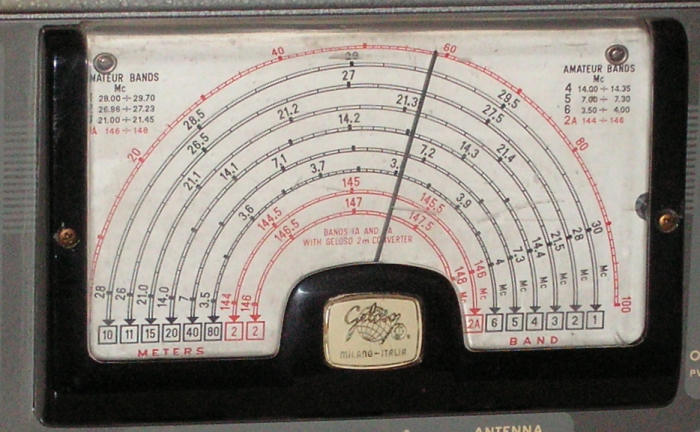 AMATEUR BANDS
Mc
28.00 ÷ 29.70
26.96 ÷ 27.23
21.00 ÷ 21.45
A 146 ÷ 148
AMATEUR BANDS
Mc
4 14.00 ÷ 14.35
5 7.00 ÷ 7.30
6 3.50 ÷ 4.00
2A 144 ÷ 146
20 40 60 80 100
28 28.5 29 29.5 30 Mc
26 26.5 27 27.5 28 Mc
21.0 21.1 21.2 21.3 21.4 21.5 Mc
14.0 14.1 14.2 14.3 14.4 Mc
7 7.1 7.2 7.3 Mc
3.5 3.6 3.7 3. 3.9 4 Mc
144 144.5 145 145.5 146 Mc
146 146.5 147 147.5 148 Mc
BANDS 1A AND
WITH GELOSO 2m CONVERTER
10 11 15 20 40 80 2 2
METERS
2A 6 5 4 3 2 1
BAND
Geloso
MILANO-ITALIA
ANTENNA